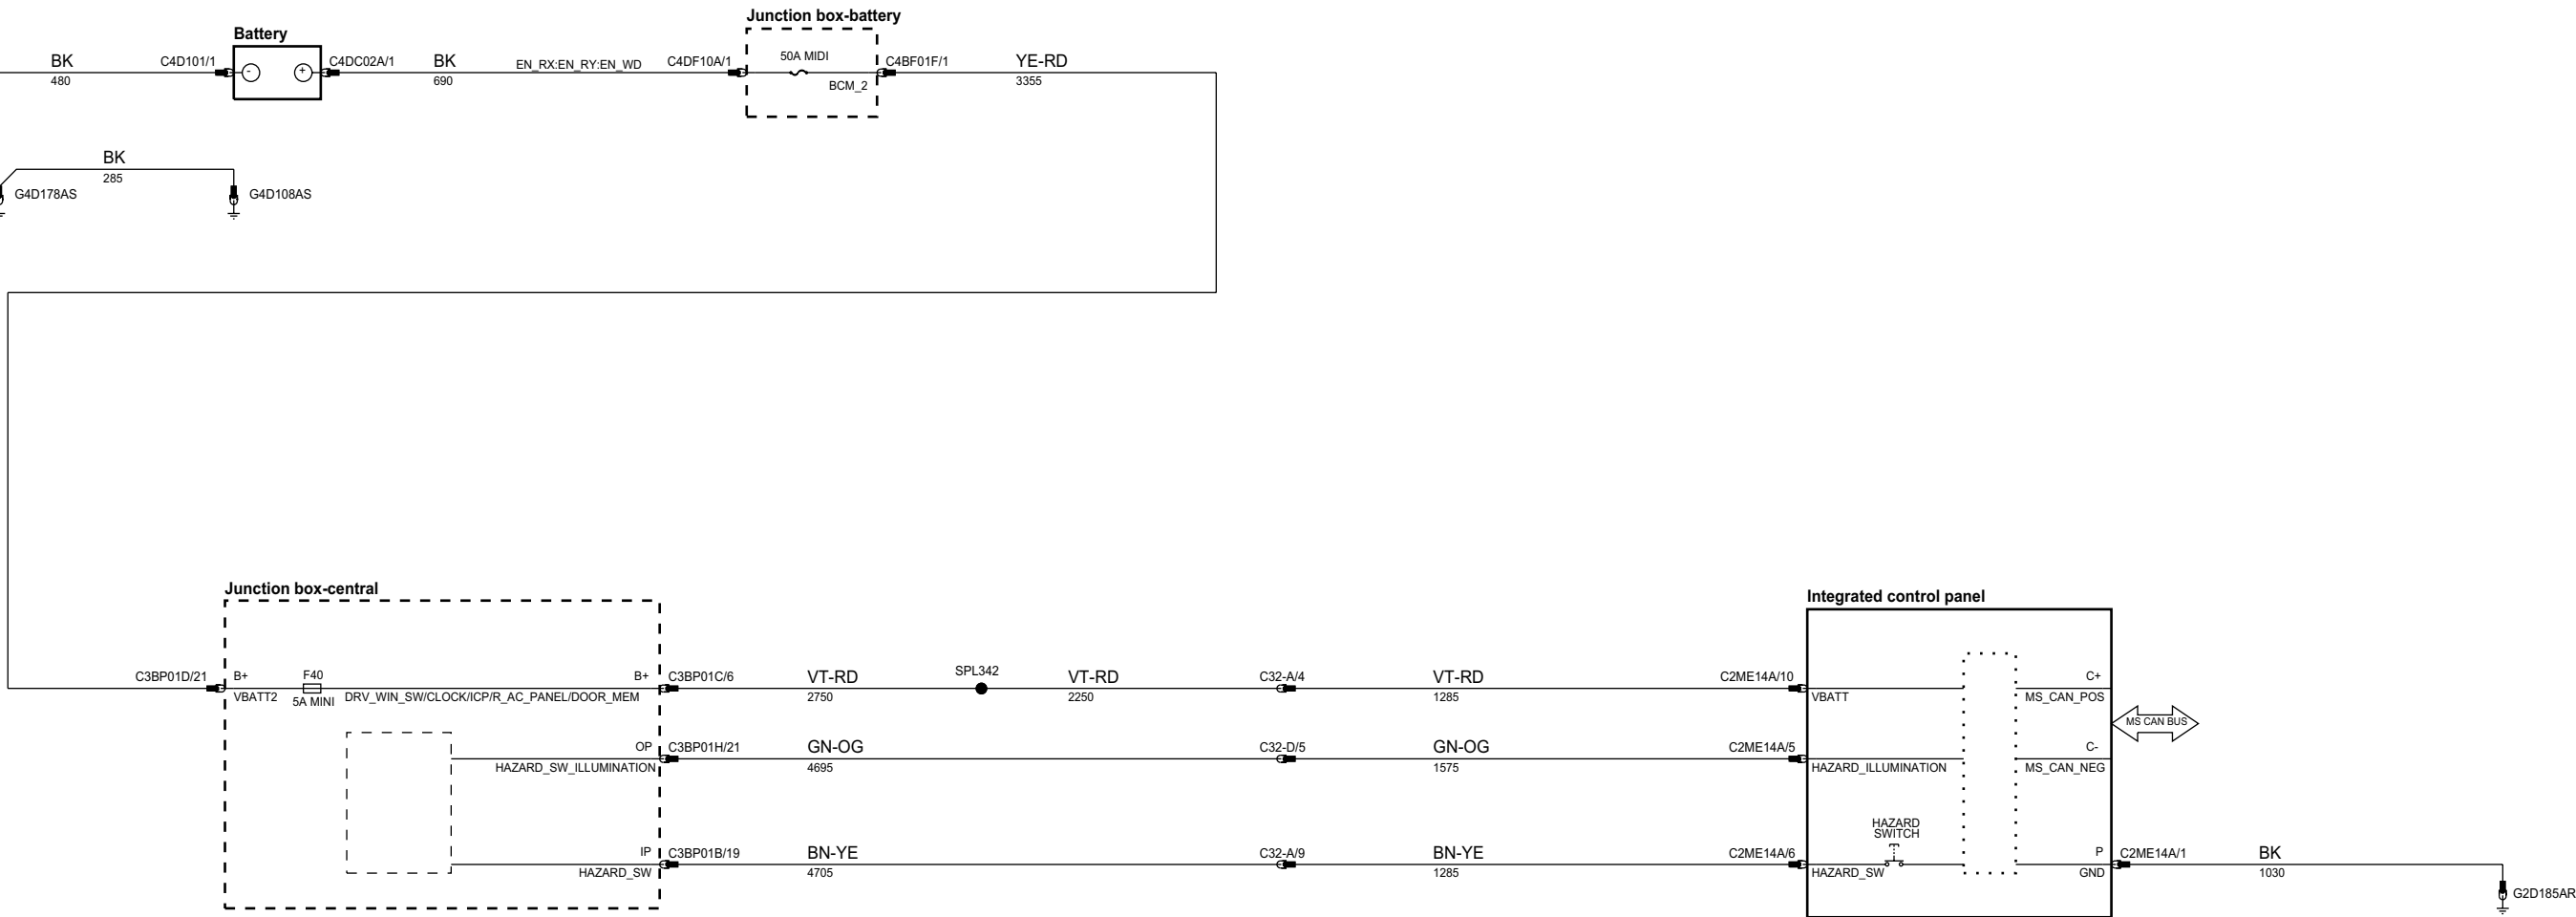 Junction box-battery
Battery
BK
480
C4D101/1
-
+
C4DC02A/1
BK
690
EN_RX:EN_RY:EN_WD
C4DF10A/1
50A MIDI
BCM_2
C4BF01F/1
YE-RD
3355
BK
285
G4D178AS
G4D108AS
Junction box-central
Integrated control panel
C3BP01D/21
B+
VBATT2
F40
5A MINI
DRV_WIN_SW/CLOCK/ICP/R_AC_PANEL/DOOR_MEM
B+
C3BP01C/6
VT-RD
2750
SPL342
VT-RD
2250
C32-A/4
VT-RD
1285
C2ME14A/10
VBATT
C+
MS_CAN_POS
MS CAN BUS
OP
HAZARD_SW_ILLUMINATION
C3BP01H/21
GN-OG
4695
C32-D/5
GN-OG
1575
C2ME14A/5
HAZARD_ILLUMINATION
C-
MS_CAN_NEG
HAZARD
SWITCH
IP
HAZARD_SW
C3BP01B/19
BN-YE
4705
C32-A/9
BN-YE
1285
C2ME14A/6
HAZARD_SW
P
GND
C2ME14A/1
BK
1030
G2D185AR